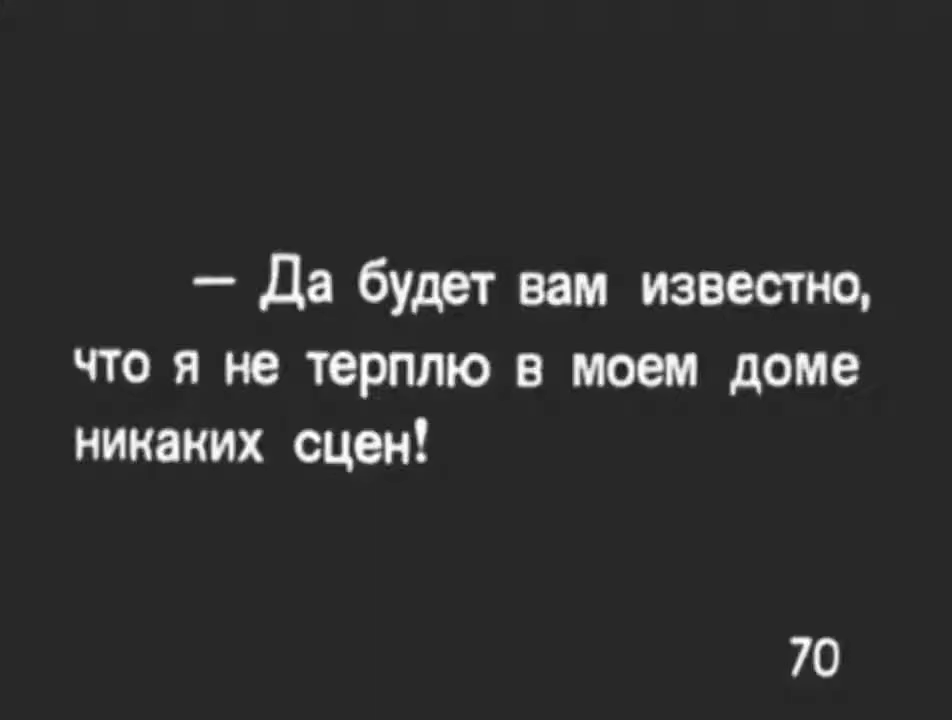 — Да будет вам известно,
что я не терплю в моем доме
никаких сцен!
70